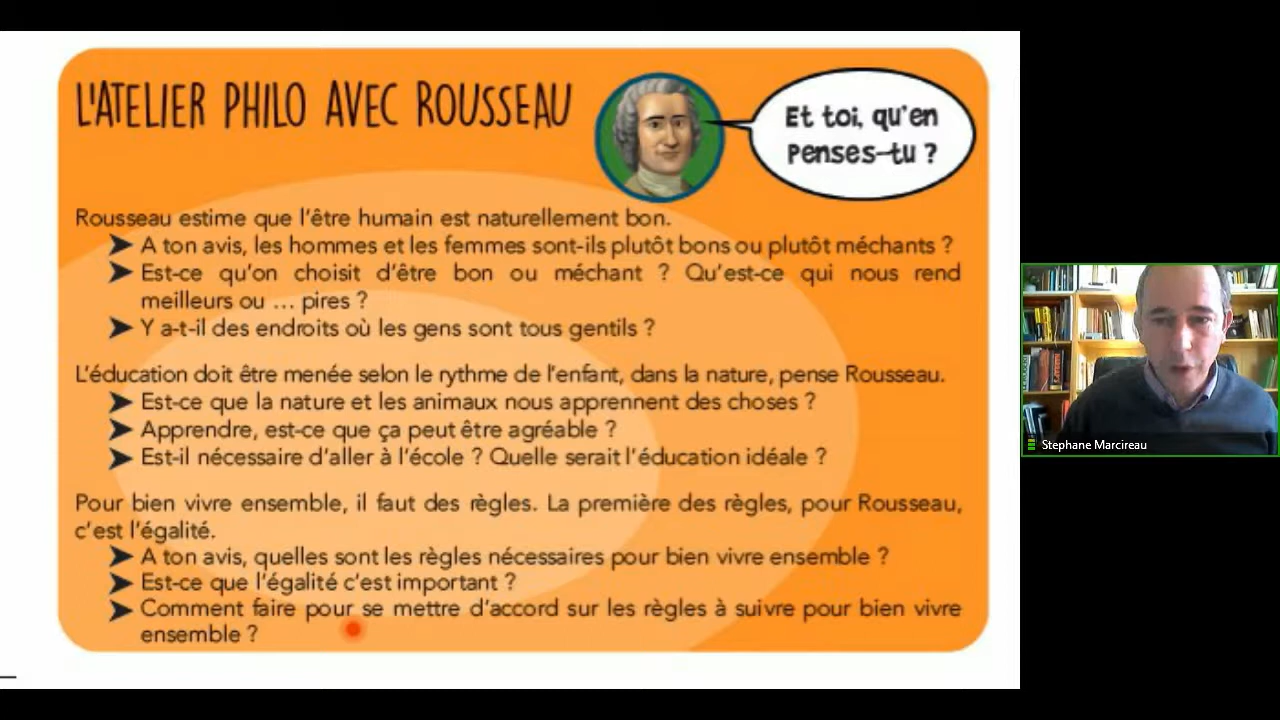 L'ATELIER PHILO AVEC ROUSSEAU
Et toi, qu'en
penses-tu ?
Rousseau estime que l'être humain est naturellement bon.
➤ A ton avis, les hommes et les femmes sont-ils plutôt bons ou plutôt méchants ?
➤ Est-ce qu'on choisit d'être bon ou méchant ? Qu'est-ce qui nous rend
meilleurs ou ... pires ?
➤ Y a-t-il des endroits où les gens sont tous gentils ?
L'éducation doit être menée selon le rythme de l'enfant, dans la nature, pense Rousseau.
➤ Est-ce que la nature et les animaux nous apprennent des choses ?
➤ Apprendre, est-ce que ça peut être agréable ?
➤ Est-il nécessaire d'aller à l'école ? Quelle serait l'éducation idéale ?
Pour bien vivre ensemble, il faut des règles. La première des règles, pour Rousseau,
c'est l'égalité.
➤ A ton avis, quelles sont les règles nécessaires pour bien vivre ensemble ?
➤ Est-ce que l'égalité c'est important ?
➤ Comment faire pour se mettre d'accord sur les règles à suivre pour bien vivre
ensemble ?
Stephane Marcireau